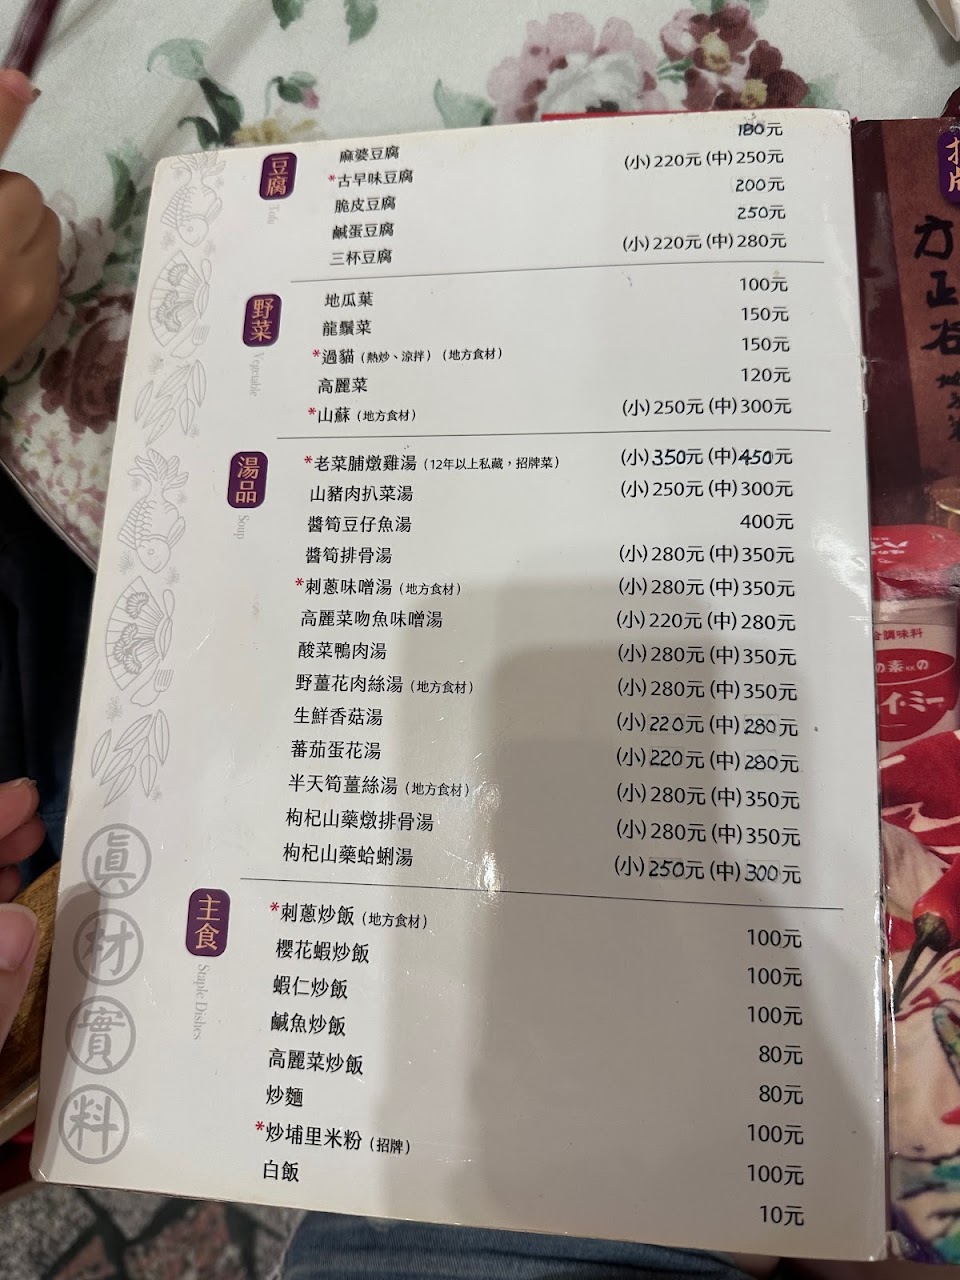 豆腐
Tofu
麻婆豆腐 180元
*古早味豆腐 (小)220元(中)250元
脆皮豆腐 200元
鹹蛋豆腐 250元
三杯豆腐 (小)220元(中)280元
野菜
Vegetable
地瓜葉 100元
龍鬚菜 150元
*過貓(熱炒、涼拌)(地方食材) 150元
高麗菜 120元
*山蘇(地方食材) (小)250元(中)300元
湯品
Soup
*老菜脯燉雞湯(12年以上私藏，招牌菜) (小)350元(中)450元
山豬肉扒菜湯 (小)250元(中)300元
醬筍豆仔魚湯 400元
醬筍排骨湯 (小)280元(中)350元
*刺蔥味噌湯(地方食材) (小)280元(中)350元
高麗菜吻魚味噌湯 (小)220元(中)280元
酸菜鴨肉湯 (小)280元(中)350元
野薑花肉絲湯(地方食材) (小)280元(中)350元
生鮮香菇湯 (小)220元(中)280元
蕃茄蛋花湯 (小)220元(中)280元
半天筍薑絲湯(地方食材) (小)280元(中)350元
枸杞山藥燉排骨湯 (小)280元(中)350元
枸杞山藥蛤蜊湯 (小)250元(中)300元
主食
Staple Dishes
*刺蔥炒飯(地方食材) 100元
櫻花蝦炒飯 100元
蝦仁炒飯 100元
鹹魚炒飯 80元
高麗菜炒飯 80元
炒麵 100元
*炒埔里米粉(招牌) 100元
白飯 10元
真材實料
調味料
の素の
イ・ミー